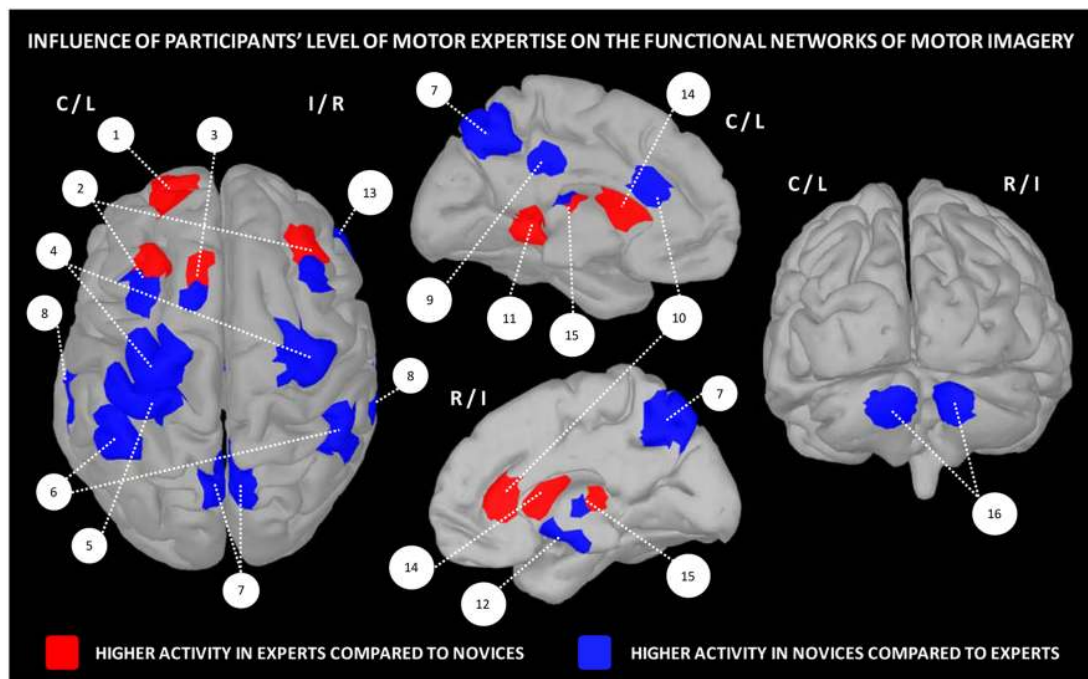 INFLUENCE OF PARTICIPANTS' LEVEL OF MOTOR EXPERTISE ON THE FUNCTIONAL NETWORKS OF MOTOR IMAGERY
C / L
I / R
1
3
2
13
4
8
8
6
5
7
7
14
C / L
9
11
15
10
R / I
7
14
12
15
C / L
R / I
16
HIGHER ACTIVITY IN EXPERTS COMPARED TO NOVICES
HIGHER ACTIVITY IN NOVICES COMPARED TO EXPERTS